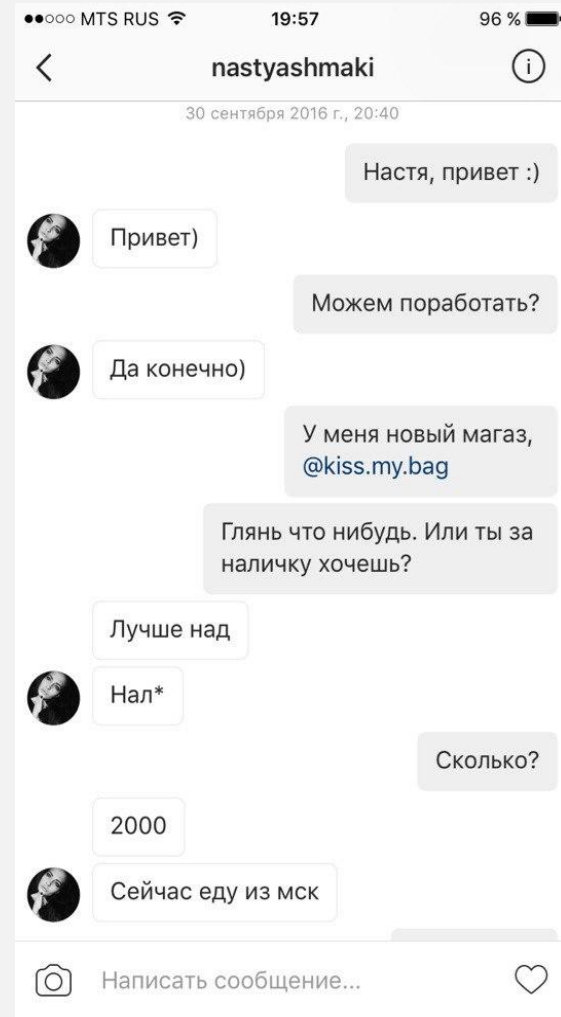 MTS RUS 19:57 96 %
nastyashmaki
30 сентября 2016 г., 20:40
Настя, привет :)
Привет)
Можем поработать?
Да конечно)
У меня новый магаз,
@kiss.my.bag
Глянь что нибудь. Или ты за
наличку хочешь?
Лучше над
Нал*
Сколько?
2000
Сейчас еду из мск
Написать сообщение...